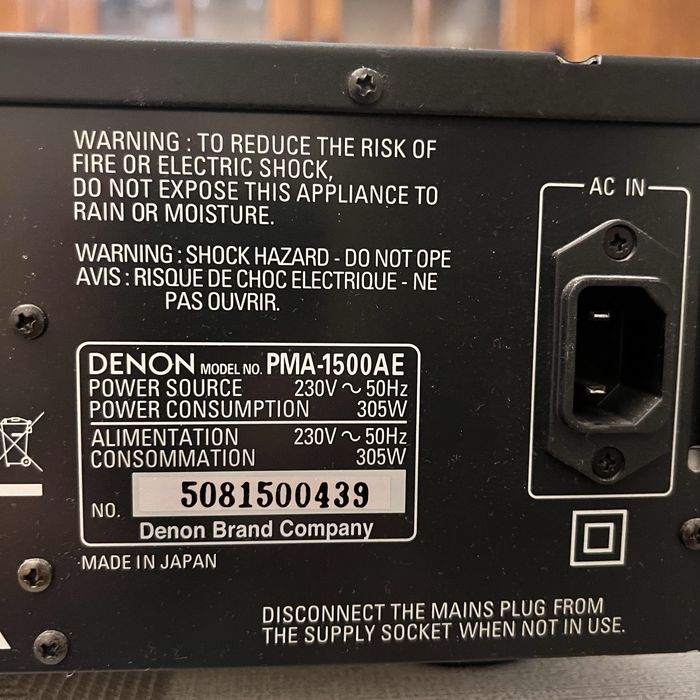 WARNING : TO REDUCE THE RISK OF
FIRE OR ELECTRIC SHOCK,
DO NOT EXPOSE THIS APPLIANCE TO
RAIN OR MOISTURE.
WARNING : SHOCK HAZARD - DO NOT OPE
AVIS : RISQUE DE CHOC ELECTRIQUE - NE
PAS OUVRIR.
AC IN
DENON MODEL NO. PMA-1500AE
POWER SOURCE 230V ~ 50Hz
POWER CONSUMPTION 305W
ALIMENTATION 230V ~ 50Hz
CONSOMMATION 305W
NO. 5081500439
Denon Brand Company
MADE IN JAPAN
DISCONNECT THE MAINS PLUG FROM
THE SUPPLY SOCKET WHEN NOT IN USE.